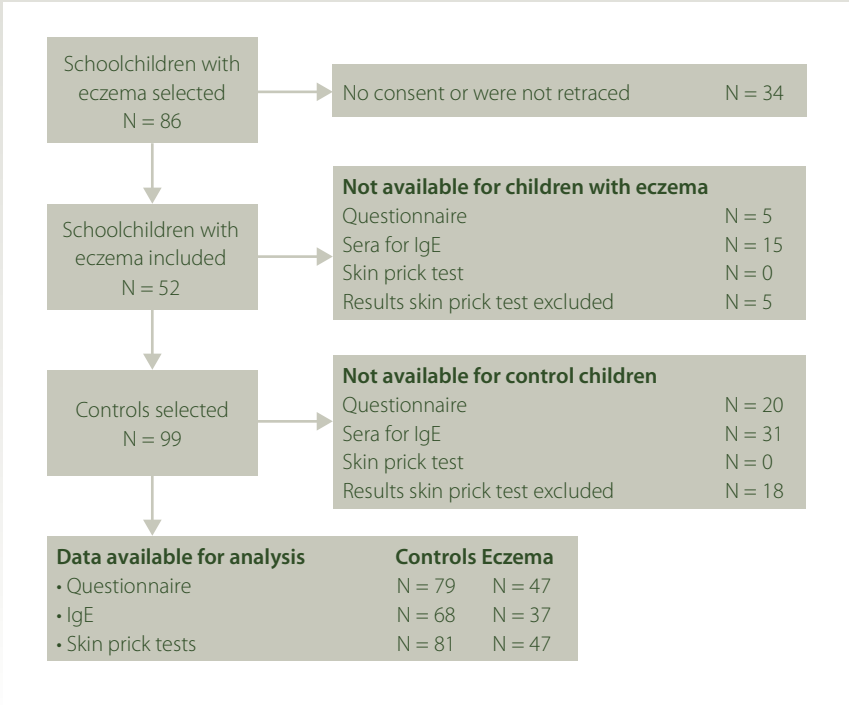 Schoolchildren with
eczema selected
N = 86
No consent or were not retraced N = 34
Schoolchildren with
eczema included
N = 52
Not available for children with eczema
Questionnaire N = 5
Sera for IgE N = 15
Skin prick test N = 0
Results skin prick test excluded N = 5
Controls selected
N = 99
Not available for control children
Questionnaire N = 20
Sera for IgE N = 31
Skin prick test N = 0
Results skin prick test excluded N = 18
Data available for analysis Controls Eczema
• Questionnaire N = 79 N = 47
• IgE N = 68 N = 37
• Skin prick tests N = 81 N = 47